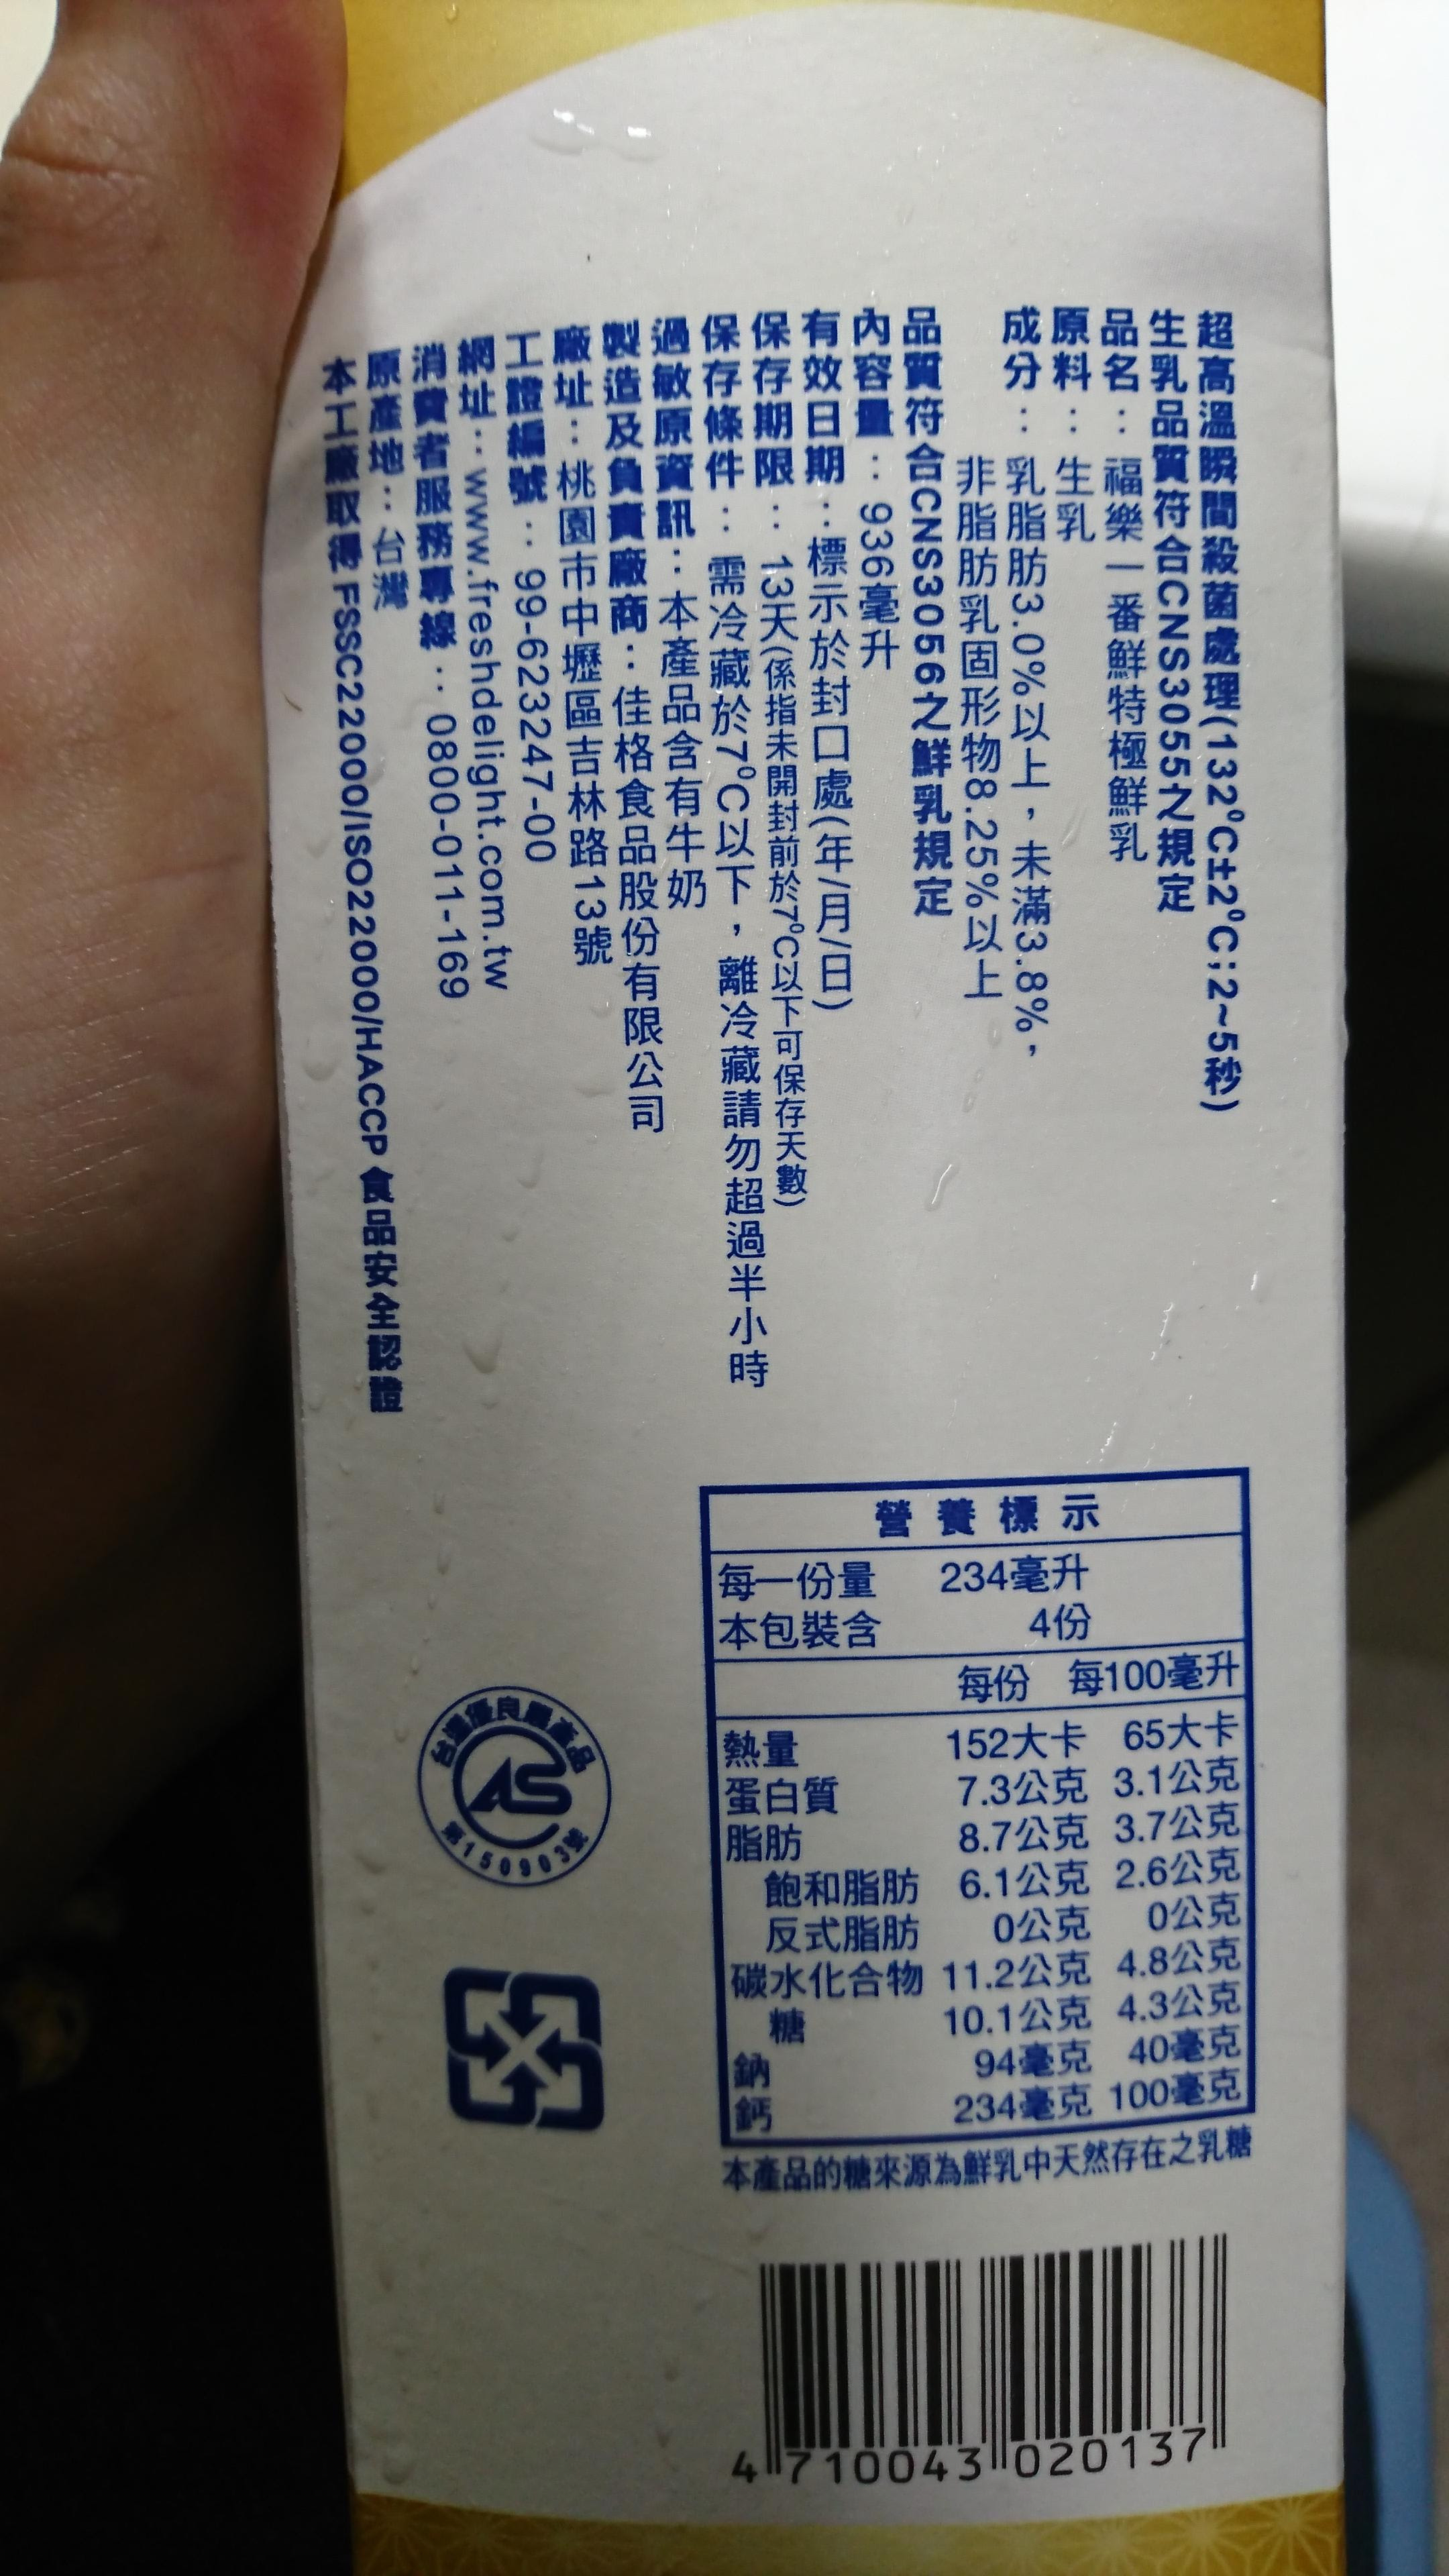 超高溫瞬間殺菌處理(132°C±2°C;2~5秒)
生乳品質符合CNS3055之規定
品名：福樂一番鮮特極鮮乳
原料：生乳
成分：乳脂肪3.0%以上，未滿3.8%，
非脂肪乳固形物8.25%以上
品質符合CNS3056之鮮乳規定
內容量：936毫升
有效日期：標示於封口處(年/月/日)
保存期限：13天(係指未開封前於7°C以下可保存天數)
保存條件：需冷藏於7°C以下，離冷藏請勿超過半小時
過敏原資訊：本產品含有牛奶
製造及負責廠商：佳格食品股份有限公司
廠址：桃園市中壢區吉林路13號
工證編號：99-623247-00
網址：www.freshdelight.com.tw
消費者服務專線：0800-011-169
原產地：台灣
本工廠取得FSSC22000/ISO22000/HACCP食品安全認證
營養標示
每一份量 234毫升
本包裝含 4份
每份 每100毫升
熱量 152大卡 65大卡
蛋白質 7.3公克 3.1公克
脂肪 8.7公克 3.7公克
飽和脂肪 6.1公克 2.6公克
反式脂肪 0公克 0公克
碳水化合物 11.2公克 4.8公克
糖 10.1公克 4.3公克
鈉 94毫克 40毫克
鈣 234毫克 100毫克
本產品的糖來源為鮮乳中天然存在之乳糖
台灣優良農產品
CAS
第150903號
4 710043 020137